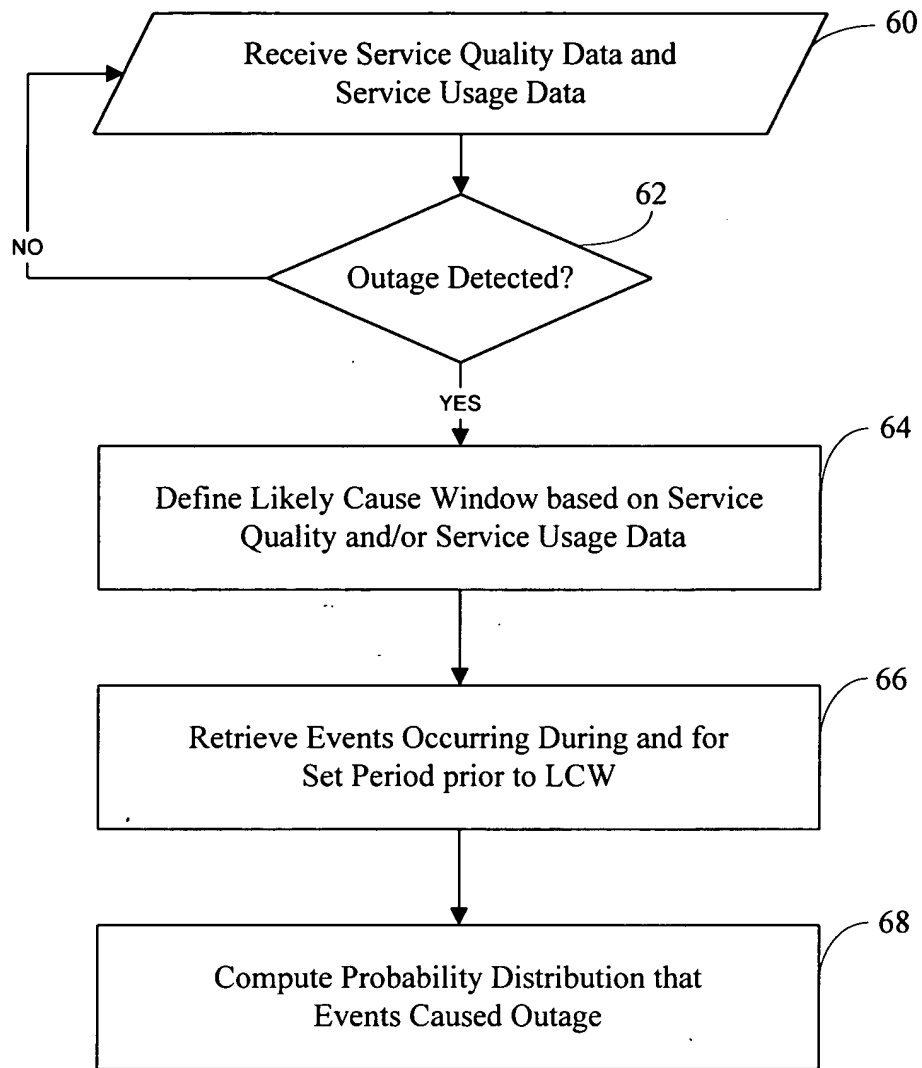 60
Receive Service Quality Data and
Service Usage Data
62
NO
Outage Detected?
YES
64
Define Likely Cause Window based on Service
Quality and/or Service Usage Data
66
Retrieve Events Occurring During and for
Set Period prior to LCW
68
Compute Probability Distribution that
Events Caused Outage